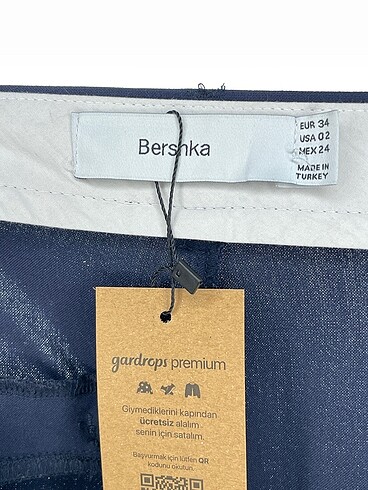 Bershka
EUR 34
USA 02
MEX 24
MADE IN
TURKEY
gardrops premium
Giymediklerini kapından
ücretsiz alalım
senin için satalım.
Başvurmak için lütfen QR
kodunu okutun.